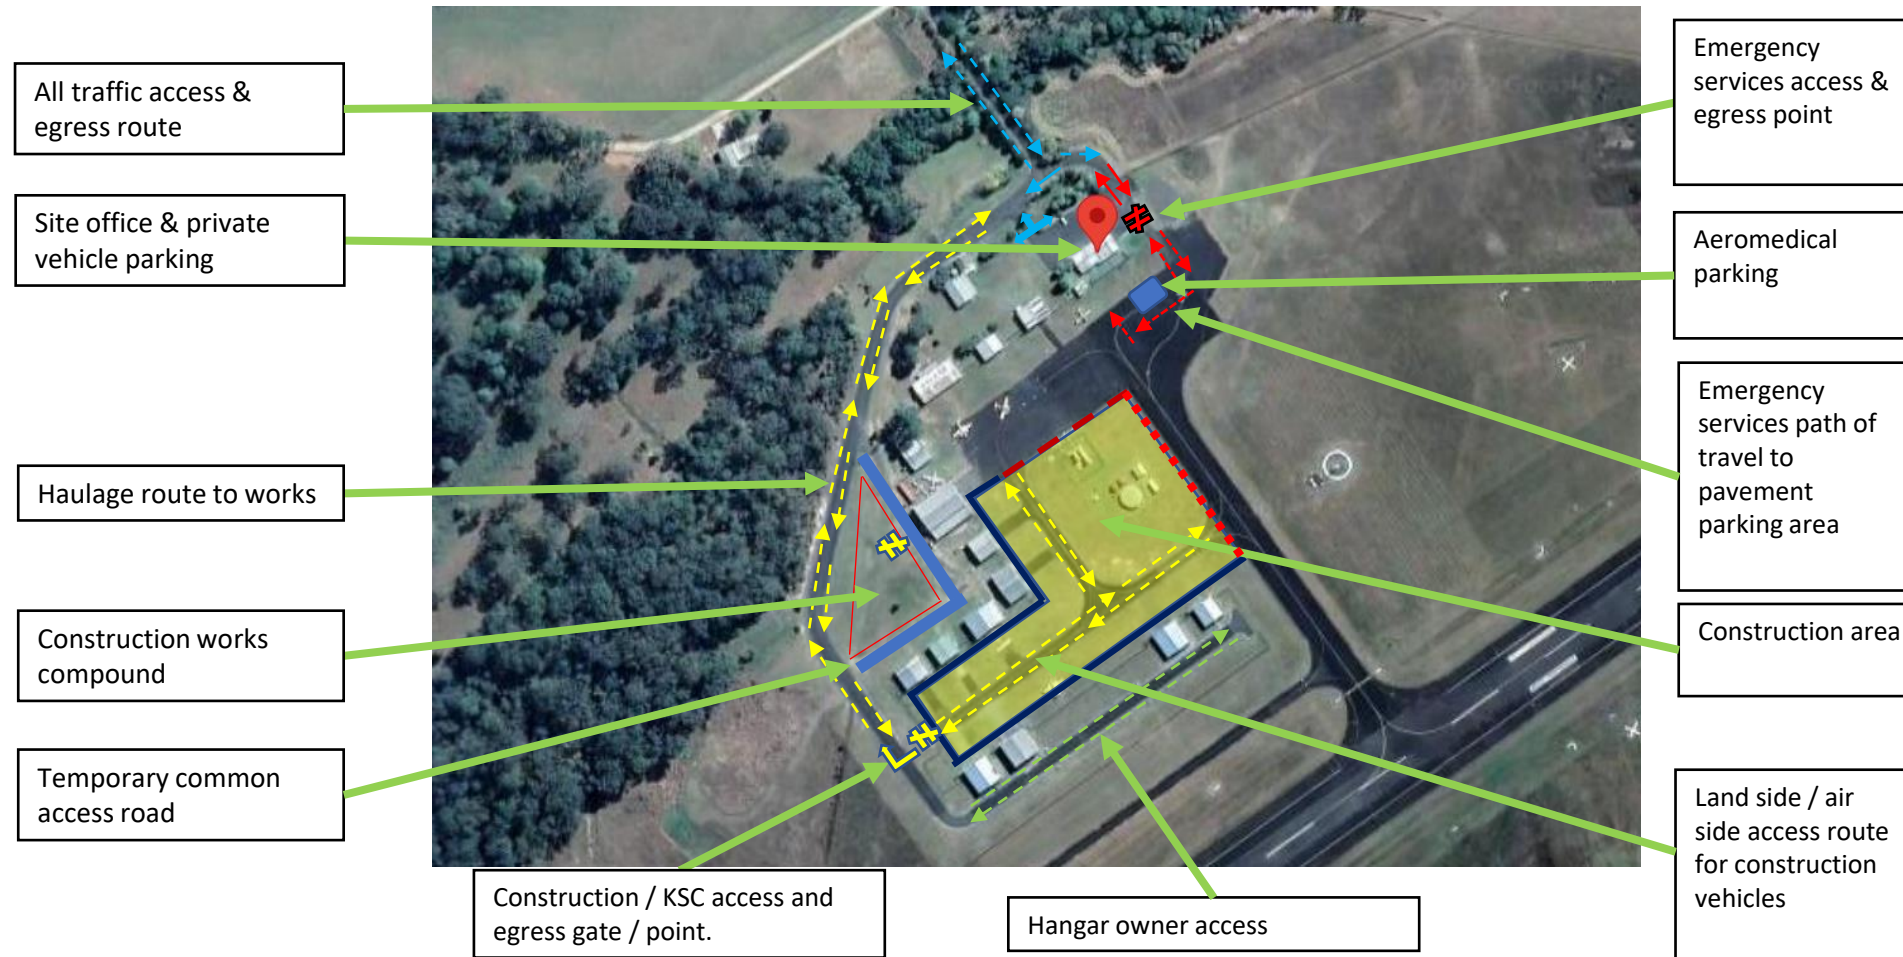 All traffic access &
egress route
Site office & private
vehicle parking
Haulage route to works
Construction works
compound
Temporary common
access road
Construction / KSC access and
egress gate / point.
Hangar owner access
Emergency
services access &
egress point
Aeromedical
parking
Emergency
services path of
travel to
pavement
parking area
Construction area
Land side / air
side access route
for construction
vehicles